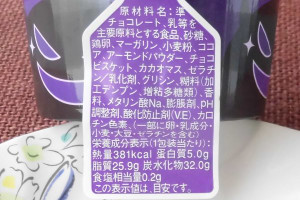 原材料名:準
チョコレート、乳等を
主要原料とする食品、砂糖、
鶏卵、マーガリン、小麦粉、ココ
ア、アーモンドパウダー、チョコ
ビスケット、カカオマス、ゼラチ
ン/乳化剤、グリシン、糊料(加
工デンプン、増粘多糖類)、香
料、メタリン酸Na、膨脹剤、pH
調整剤、酸化防止剤(V.E)、カロ
チン色素、(一部に卵・乳成分・
小麦・大豆・ゼラチンを含む)
栄養成分表示(1包装当たり):
熱量381kcal 蛋白質5.0g
脂質25.9g 炭水化物32.0g
食塩相当量0.2g
この表示値は、目安です。